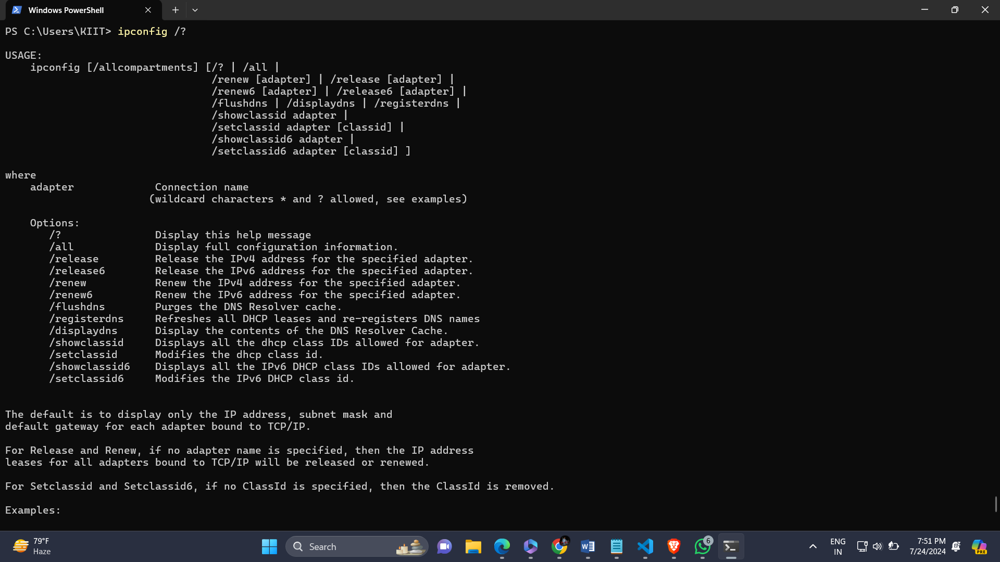 Windows PowerShell
PS C:\Users\KIIT> ipconfig /?
USAGE:
    ipconfig [/allcompartments] [/? | /all |
                                 /renew [adapter] | /release [adapter] |
                                 /renew6 [adapter] | /release6 [adapter] |
                                 /flushdns | /displaydns | /registerdns |
                                 /showclassid adapter |
                                 /setclassid adapter [classid] |
                                 /showclassid6 adapter |
                                 /setclassid6 adapter [classid] ]
where
    adapter             Connection name
                       (wildcard characters * and ? allowed, see examples)
    Options:
       /?               Display this help message
       /all             Display full configuration information.
       /release         Release the IPv4 address for the specified adapter.
       /release6        Release the IPv6 address for the specified adapter.
       /renew           Renew the IPv4 address for the specified adapter.
       /renew6          Renew the IPv6 address for the specified adapter.
       /flushdns        Purges the DNS Resolver cache.
       /registerdns     Refreshes all DHCP leases and re-registers DNS names
       /displaydns      Display the contents of the DNS Resolver Cache.
       /showclassid     Displays all the dhcp class IDs allowed for adapter.
       /setclassid      Modifies the dhcp class id.
       /showclassid6    Displays all the IPv6 DHCP class IDs allowed for adapter.
       /setclassid6     Modifies the IPv6 DHCP class id.
The default is to display only the IP address, subnet mask and
default gateway for each adapter bound to TCP/IP.
For Release and Renew, if no adapter name is specified, then the IP address
leases for all adapters bound to TCP/IP will be released or renewed.
For Setclassid and Setclassid6, if no ClassId is specified, then the ClassId is removed.
Examples:
79°F
Haze
Search
W
6
ENG
IN
7:51 PM
7/24/2024
PRE